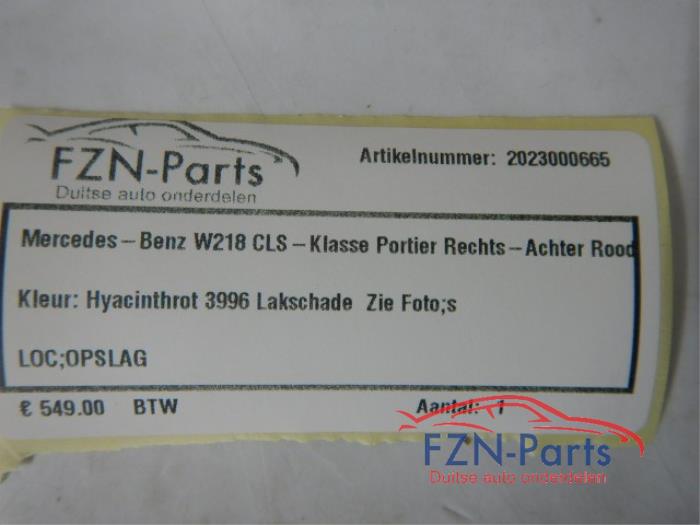 FZN-Parts
Duitse auto onderdelen
Artikelnummer: 2023000665
Mercedes-Benz W218 CLS-Klasse Portier Rechts-Achter Rood
Kleur: Hyacinthrot 3996 Lakschade Zie Foto;s
LOC;OPSLAG
€ 549.00 BTW Aantal: 1
FZN-Parts
Duitse auto onderdelen